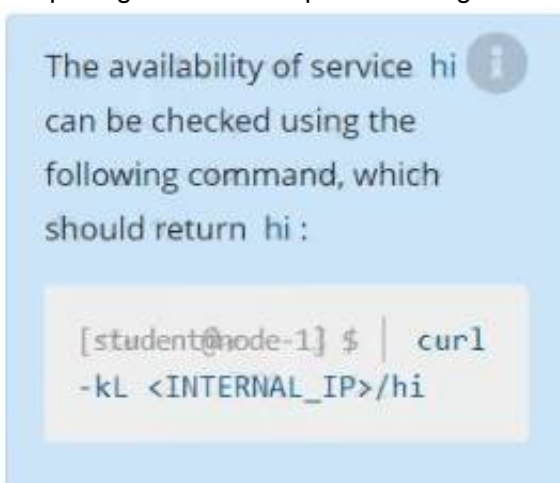 The availability of service hi
can be checked using the
following command, which
should return hi :
[student@node-1] $ | curl
-kL <INTERNAL_IP>/hi